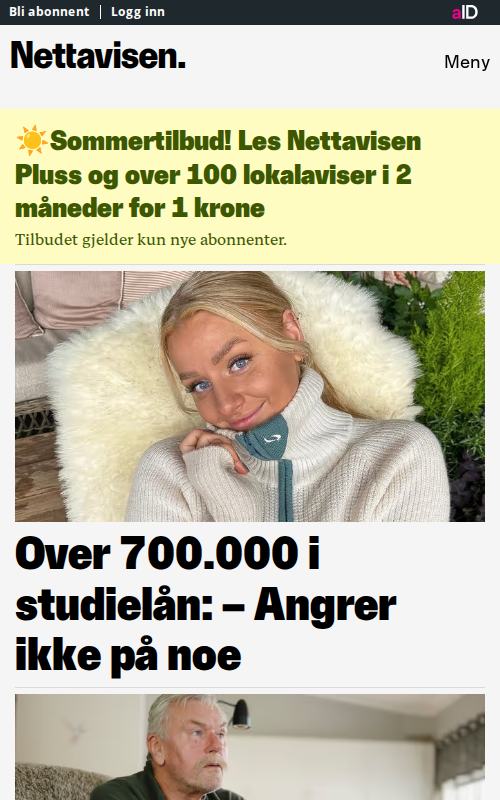 Bli abonnent | Logg inn
aID
Nettavisen.
Meny
☀️Sommertilbud! Les Nettavisen
Pluss og over 100 lokalaviser i 2
måneder for 1 krone
Tilbudet gjelder kun nye abonnenter.
Over 700.000 i
studielån: – Angrer
ikke på noe